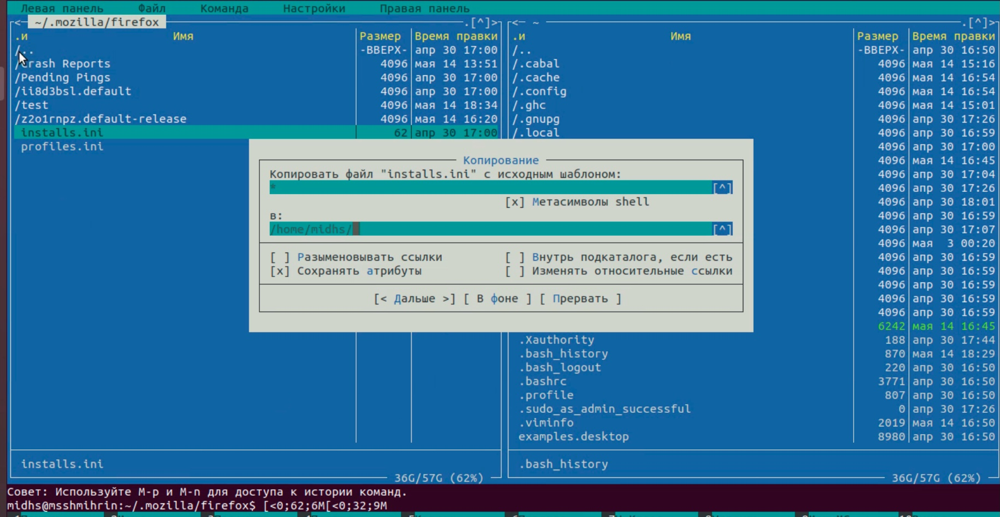 Левая панель Файл Команда Настройки Правая панель
<─ ~/.mozilla/firefox .[^]>
.и Имя Размер Время правки
/.. -ВВЕРХ- апр 30 17:00
/Crash Reports 4096 мая 14 13:51
/Pending Pings 4096 апр 30 17:00
/ii8d3bsl.default 4096 апр 30 17:00
/test 4096 мая 14 18:34
/z2o1rnpz.default-release 4096 мая 14 16:20
installs.ini 62 апр 30 17:00
profiles.ini
installs.ini
36G/57G (62%)
<─ ~ .[^]>
.и Имя Размер Время правки
/.. -ВВЕРХ- апр 30 16:50
/.cabal 4096 мая 14 15:16
/.cache 4096 мая 14 16:54
/.config 4096 мая 14 16:54
/.ghc 4096 мая 14 15:01
/.gnupg 4096 апр 30 17:26
/.local 4096 апр 30 16:59
4096 апр 30 17:00
4096 мая 14 16:45
4096 апр 30 17:04
4096 апр 30 17:26
4096 апр 30 18:01
4096 апр 30 16:59
4096 апр 30 17:07
4096 мая 3 00:20
4096 апр 30 16:59
4096 апр 30 16:59
4096 апр 30 16:59
4096 апр 30 16:59
4096 апр 30 16:59
6242 мая 14 16:45
.Xauthority 188 апр 30 17:44
.bash_history 870 мая 14 18:29
.bash_logout 220 апр 30 16:50
.bashrc 3771 апр 30 16:50
.profile 807 апр 30 16:50
.sudo_as_admin_successful 0 апр 30 17:26
.viminfo 2019 мая 14 16:50
examples.desktop 8980 апр 30 16:50
.bash_history
36G/57G (62%)
Копирование
Копировать файл "installs.ini" с исходным шаблоном:
* [^]
[x] Метасимволы shell
в:
/home/midhs/ [^]
[ ] Разыменовывать ссылки [ ] Внутрь подкаталога, если есть
[x] Сохранять атрибуты [ ] Изменять относительные ссылки
[< Дальше >] [ В фоне ] [ Прервать ]
Совет: Используйте M-p и M-n для доступа к истории команд.
midhs@msshmihrin:~/.mozilla/firefox$ [<0;62;6M[<0;32;9M